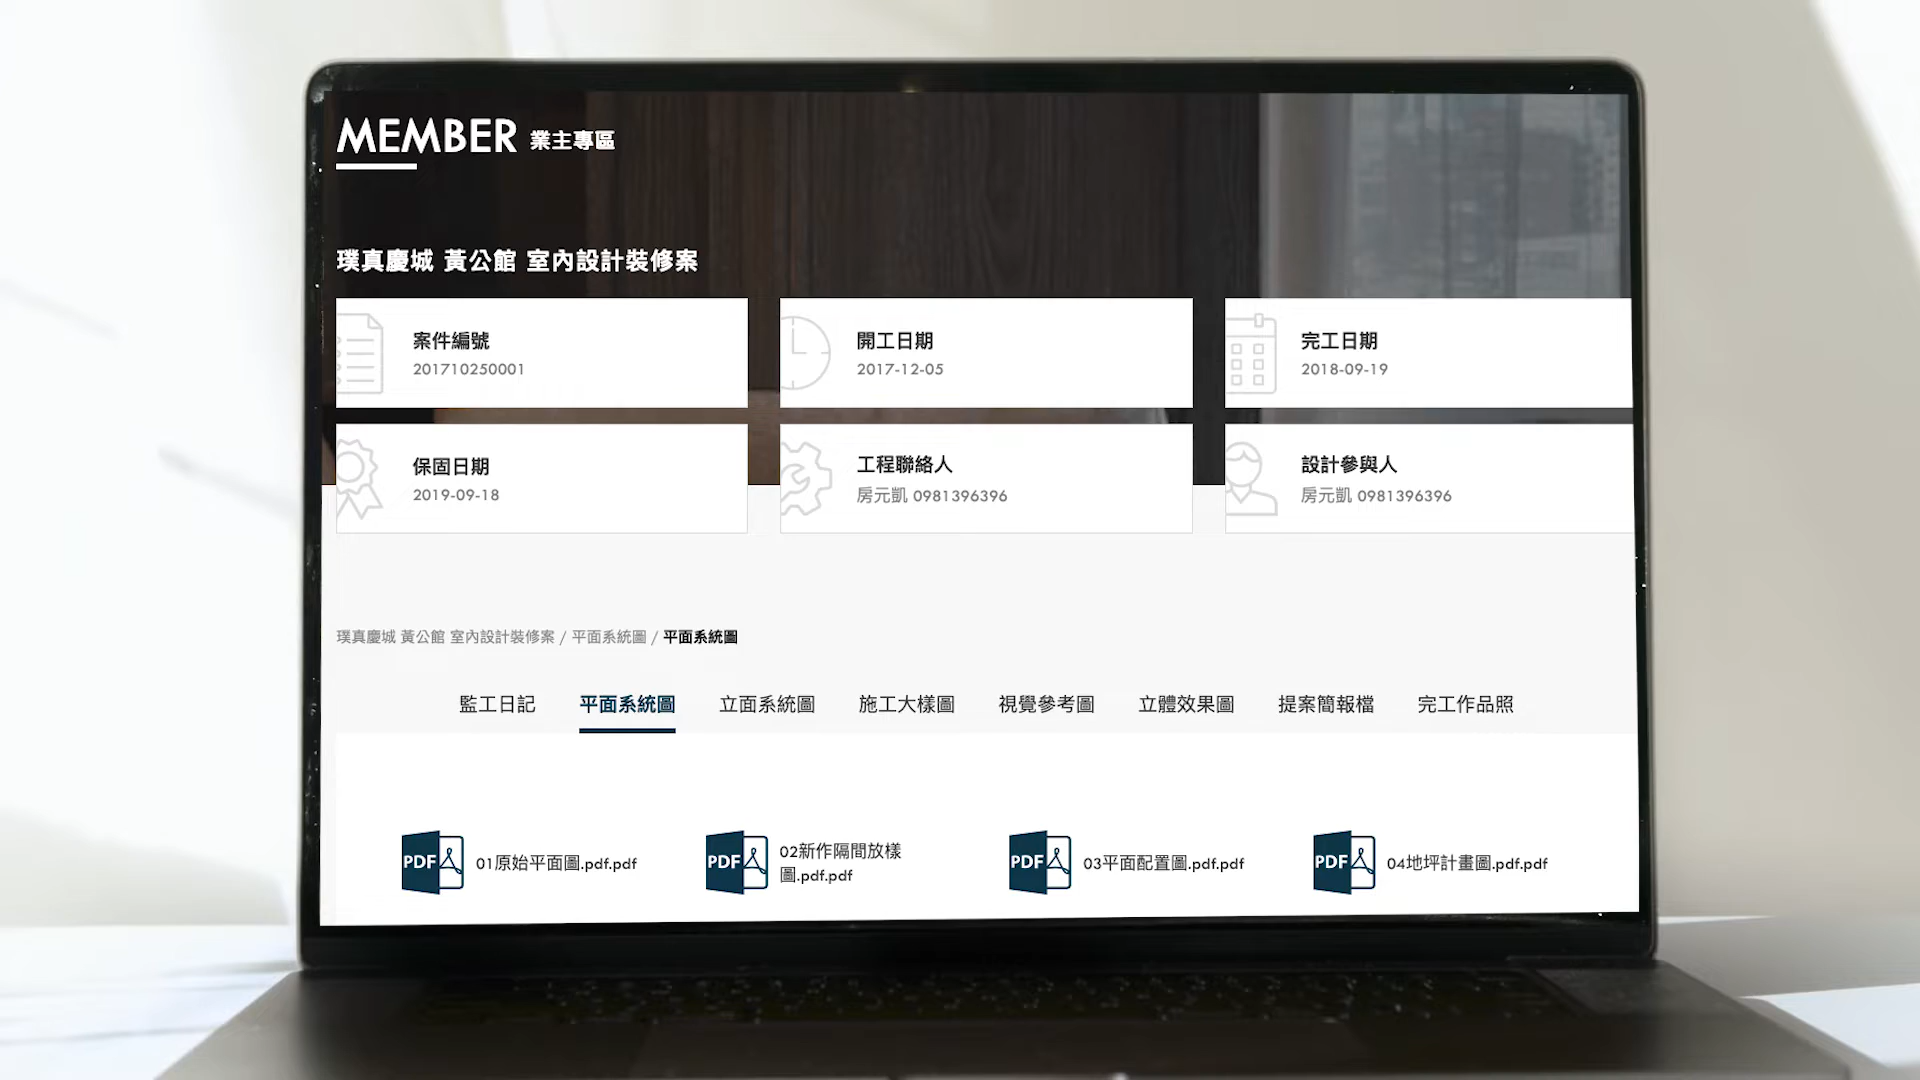 MEMBER 業主專區
璞真慶城 黃公館 室內設計裝修案
案件編號
201710250001
開工日期
2017-12-05
完工日期
2018-09-19
保固日期
2019-09-18
工程聯絡人
房元凱 0981396396
設計參與人
房元凱 0981396396
璞真慶城 黃公館 室內設計裝修案 / 平面系統圖 / 平面系統圖
監工日記 平面系統圖 立面系統圖 施工大樣圖 視覺參考圖 立體效果圖 提案簡報檔 完工作品照
PDF 01原始平面圖.pdf.pdf
PDF 02新作隔間放樣
圖.pdf.pdf
PDF 03平面配置圖.pdf.pdf
PDF 04地坪計畫圖.pdf.pdf